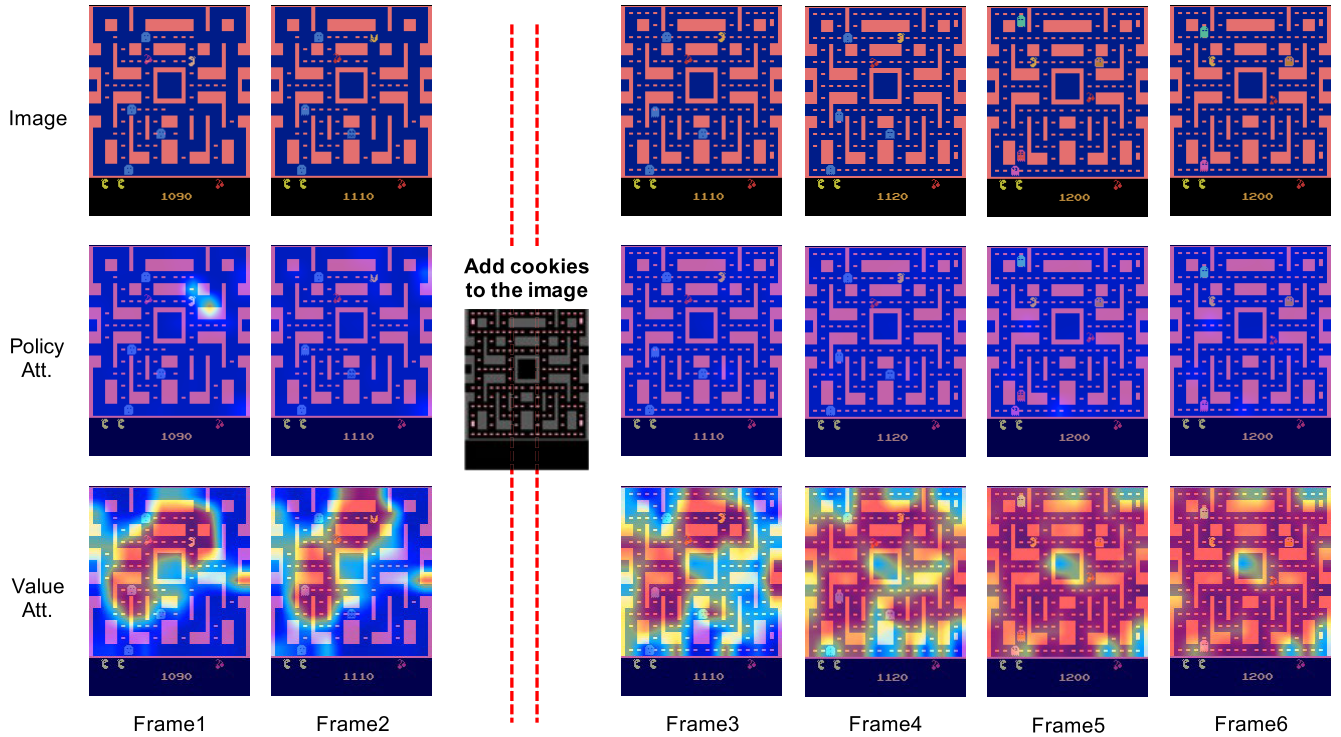 Image
1090
1110
1110
1120
1200
1200
Add cookies
to the image
Policy
Att.
1090
1110
1110
1120
1200
1200
Value
Att.
1090
1110
1110
1120
1200
1200
Frame1
Frame2
Frame3
Frame4
Frame5
Frame6